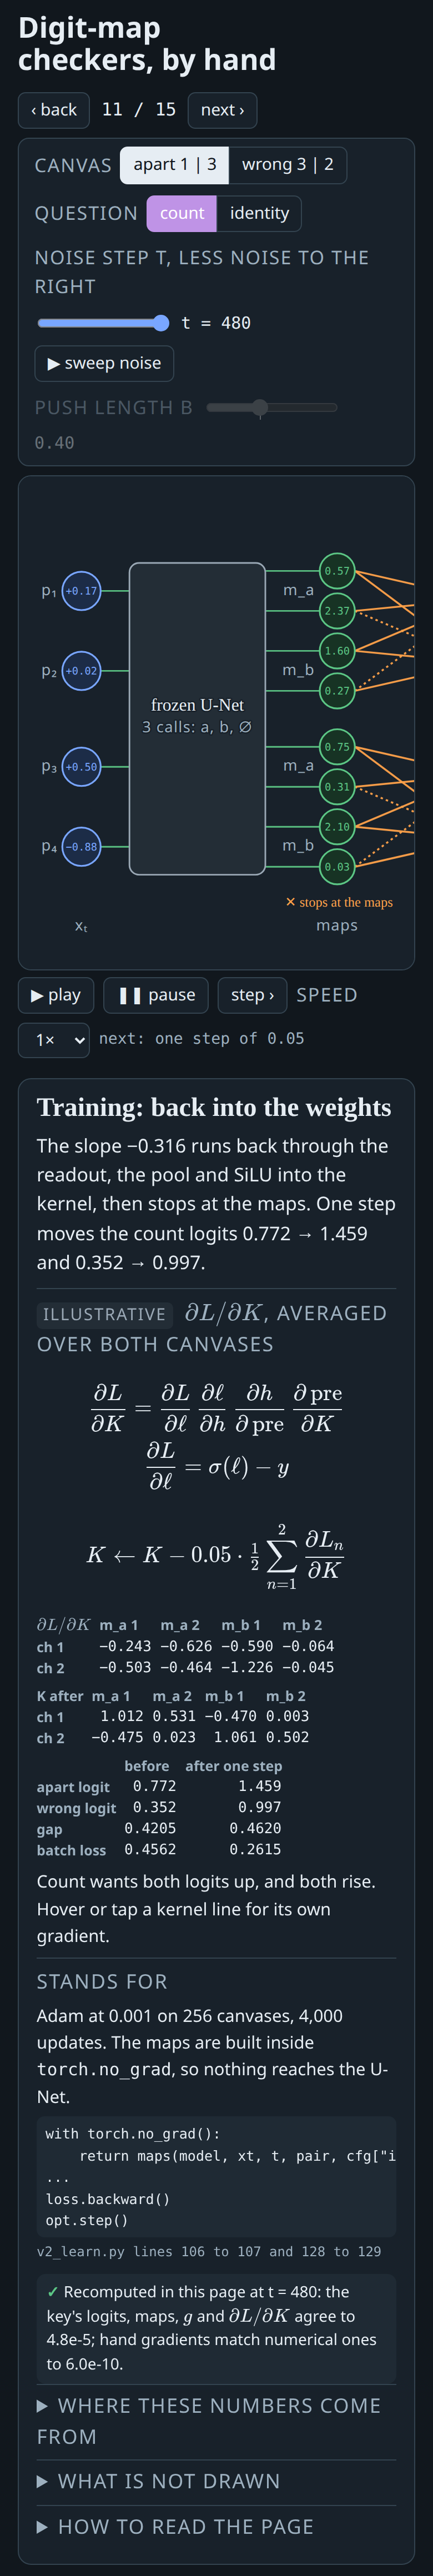 Digit-map
checkers, by hand
‹ back 11 / 15 next ›
CANVAS apart 1 | 3 wrong 3 | 2
QUESTION count identity
NOISE STEP T, LESS NOISE TO THE
RIGHT
t = 480
▶ sweep noise
PUSH LENGTH B
0.40
p₁ +0.17
p₂ +0.02
p₃ +0.50
p₄ −0.88
xₜ
frozen U-Net
3 calls: a, b, ∅
m_a 0.57
2.37
m_b 1.60
0.27
m_a 0.75
0.31
m_b 2.10
0.03
✕ stops at the maps
maps
▶ play ❚❚ pause step › SPEED
1× next: one step of 0.05
Training: back into the weights
The slope −0.316 runs back through the
readout, the pool and SiLU into the
kernel, then stops at the maps. One step
moves the count logits 0.772 → 1.459
and 0.352 → 0.997.
ILLUSTRATIVE ∂L/∂K, AVERAGED
OVER BOTH CANVASES
∂L/∂K = ∂L/∂ℓ ∂ℓ/∂h ∂h/∂ pre ∂ pre/∂K
∂L/∂ℓ = σ(ℓ) − y
K ← K − 0.05 · 1/2 ∑_{n=1}^{2} ∂Lₙ/∂K
∂L/∂K m_a 1 m_a 2 m_b 1 m_b 2
ch 1 −0.243 −0.626 −0.590 −0.064
ch 2 −0.503 −0.464 −1.226 −0.045
K after m_a 1 m_a 2 m_b 1 m_b 2
ch 1 1.012 0.531 −0.470 0.003
ch 2 −0.475 0.023 1.061 0.502
before after one step
apart logit 0.772 1.459
wrong logit 0.352 0.997
gap 0.4205 0.4620
batch loss 0.4562 0.2615
Count wants both logits up, and both rise.
Hover or tap a kernel line for its own
gradient.
STANDS FOR
Adam at 0.001 on 256 canvases, 4,000
updates. The maps are built inside
torch.no_grad, so nothing reaches the U-
Net.
with torch.no_grad():
return maps(model, xt, t, pair, cfg["i
...
loss.backward()
opt.step()
v2_learn.py lines 106 to 107 and 128 to 129
✓ Recomputed in this page at t = 480: the
key's logits, maps, g and ∂L/∂K agree to
4.8e-5; hand gradients match numerical ones
to 6.0e-10.
▶ WHERE THESE NUMBERS COME
FROM
▶ WHAT IS NOT DRAWN
▶ HOW TO READ THE PAGE